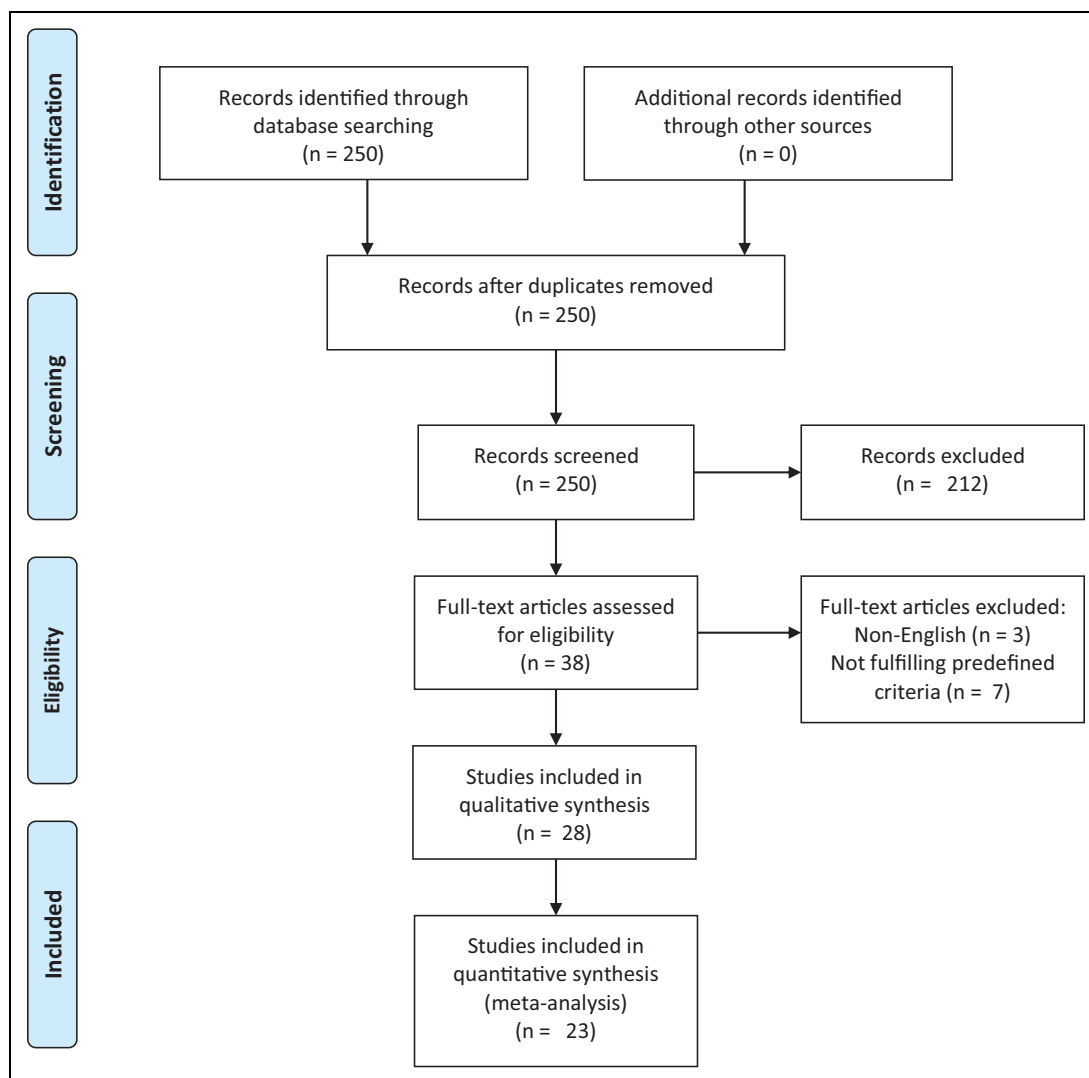 Identification
Records identified through
database searching
(n = 250)
Additional records identified
through other sources
(n = 0)
Records after duplicates removed
(n = 250)
Screening
Records screened
(n = 250)
Records excluded
(n = 212)
Eligibility
Full-text articles assessed
for eligibility
(n = 38)
Full-text articles excluded:
Non-English (n = 3)
Not fulfilling predefined
criteria (n = 7)
Studies included in
qualitative synthesis
(n = 28)
Included
Studies included in
quantitative synthesis
(meta-analysis)
(n = 23)